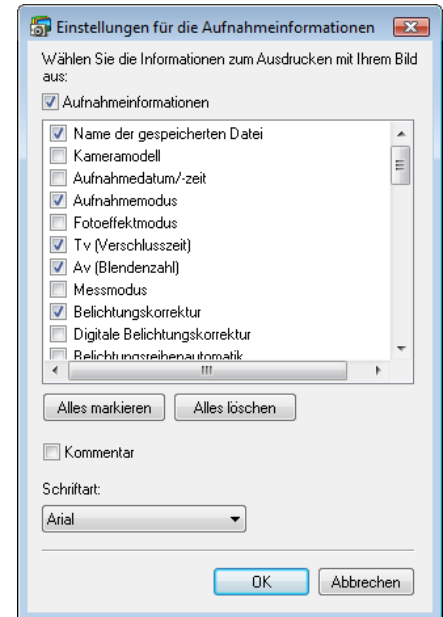 Einstellungen für die Aufnahmeinformationen
Wählen Sie die Informationen zum Ausdrucken mit Ihrem Bild
aus:
Aufnahmeinformationen
Name der gespeicherten Datei
Kameramodell
Aufnahmedatum/-zeit
Aufnahmemodus
Fotoeffektmodus
Tv (Verschlusszeit)
Av (Blendenzahl)
Messmodus
Belichtungskorrektur
Digitale Belichtungskorrektur
Belichtungsreihenautomatik
Alles markieren
Alles löschen
Kommentar
Schriftart:
Arial
OK
Abbrechen